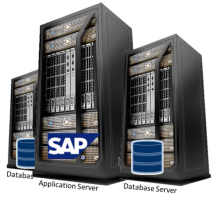 SAP
Databas
Application Server
Database Server